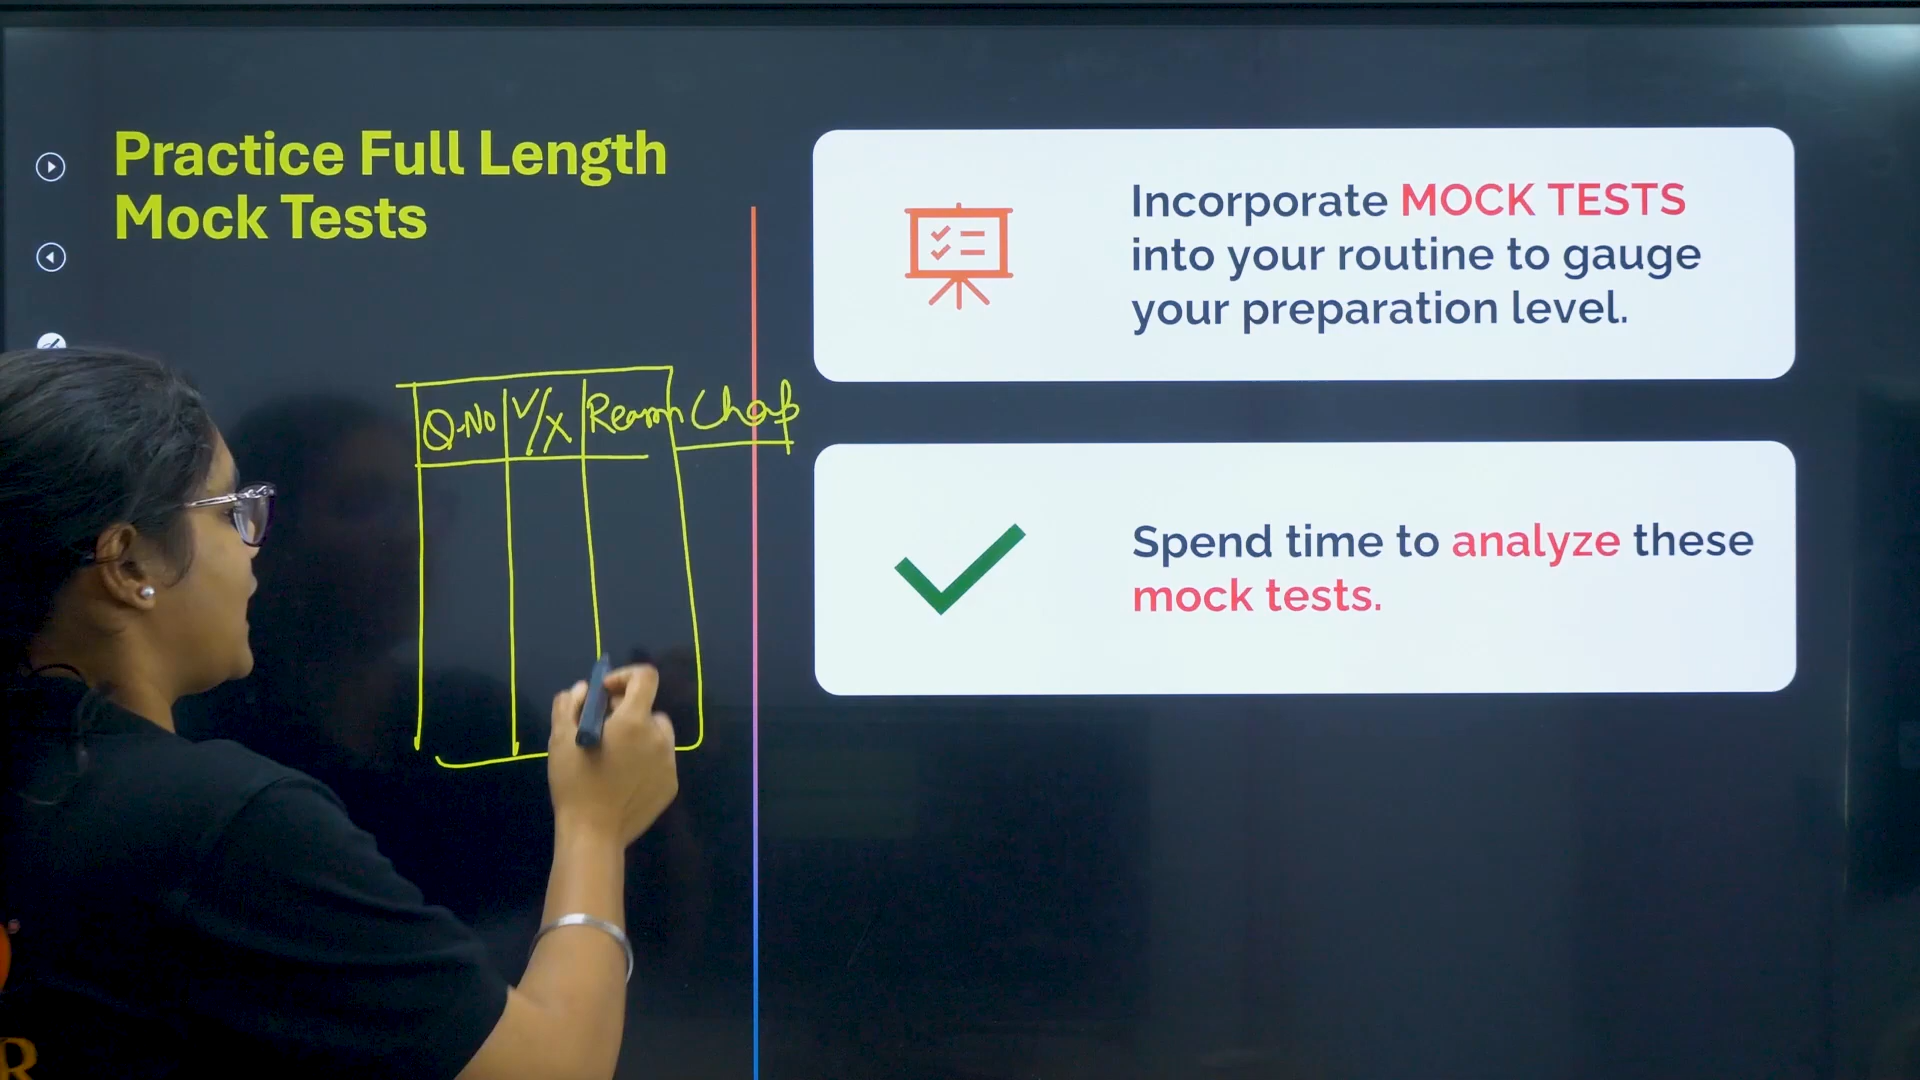 Practice Full Length
Mock Tests
Q.No √/X Reason Chap
Incorporate MOCK TESTS
into your routine to gauge
your preparation level.
Spend time to analyze these
mock tests.
R